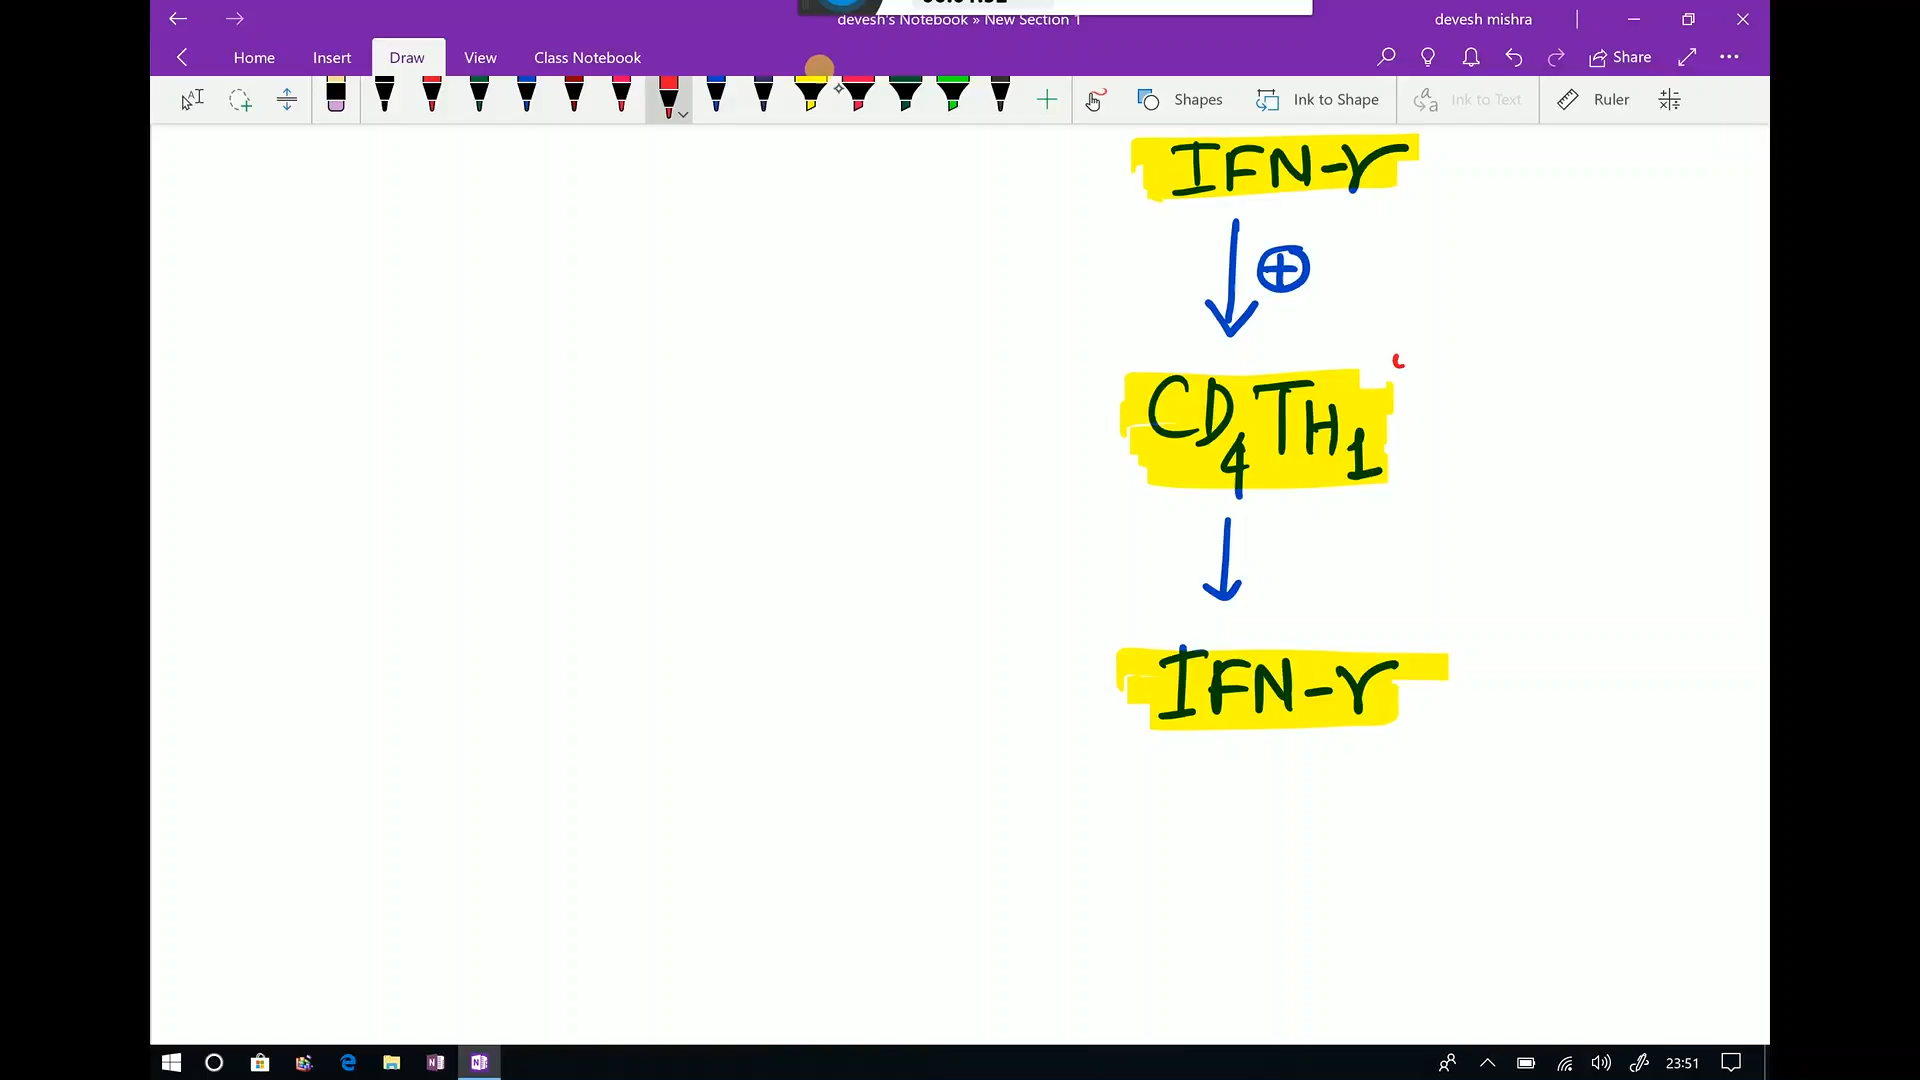 devesh's Notebook » New Section 1
devesh mishra
Home Insert Draw View Class Notebook
Share
Shapes Ink to Shape Ink to Text Ruler
IFN-γ
+
CD4 TH1
IFN-γ
23:51